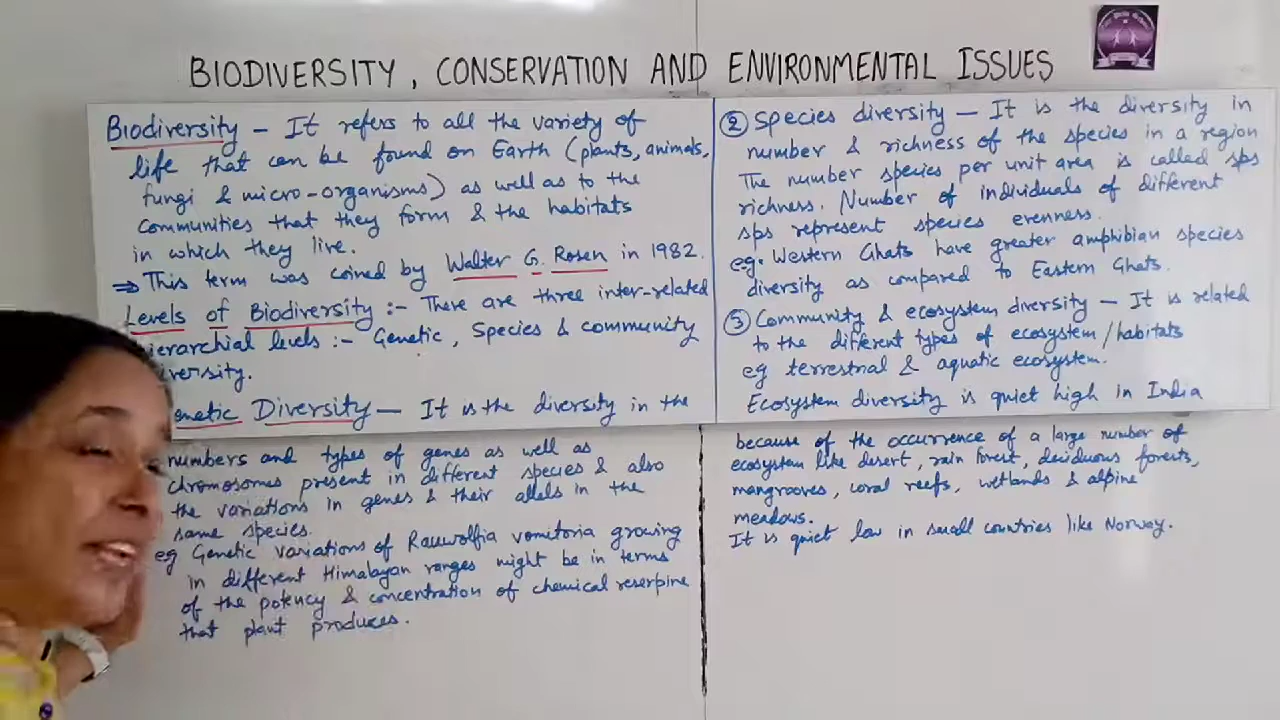 BIODIVERSITY, CONSERVATION AND ENVIRONMENTAL ISSUES
Biodiversity – It refers to all the variety of
life that can be found on Earth (plants, animals,
fungi & micro-organisms) as well as to the
communities that they form & the habitats
in which they live.
⇒ This term was coined by Walter G. Rosen in 1982.
Levels of Biodiversity :- There are three inter-related
hierarchial levels :- Genetic, Species & community
versity.
enetic Diversity – It is the diversity in the
numbers and types of genes as well as
chromosomes present in different species & also
the variations in genes & their allels in the
same species.
eg Genetic variations of Rauwolfia vomitoria growing
in different Himalayan ranges might be in terms
of the potency & concentration of chemical reserpine
that plant produces.
② Species diversity – It is the diversity in
number & richness of the species in a region
The number species per unit area is called sps
richness. Number of individuals of different
sps represent species evenness.
eg. Western Ghats have greater amphibian species
diversity as compared to Eastern Ghats.
③ Community & ecosystem diversity – It is related
to the different types of ecosystem/habitats
eg terrestrial & aquatic ecosystem.
Ecosystem diversity is quiet high in India
because of the occurrence of a large number of
ecosystem like desert, rain forest, deciduous forests,
mangrooves, coral reefs, wetlands & alpine
meadows.
It is quiet low in small countries like Norway.